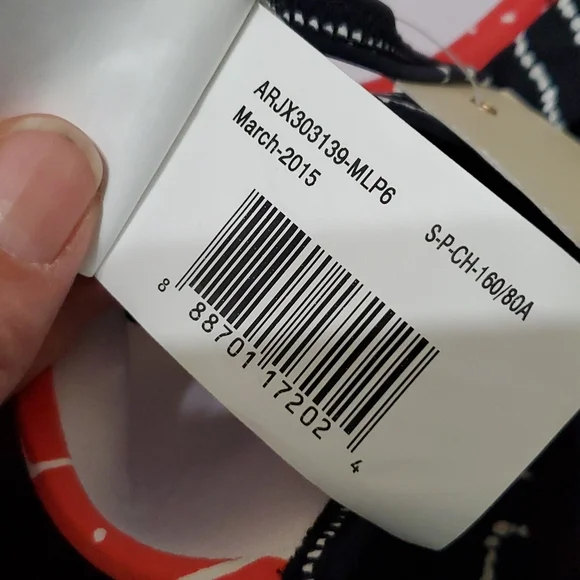 ARJX303139-MLP6
March-2015
S-P-CH-160/80A
8 88701 17202 4